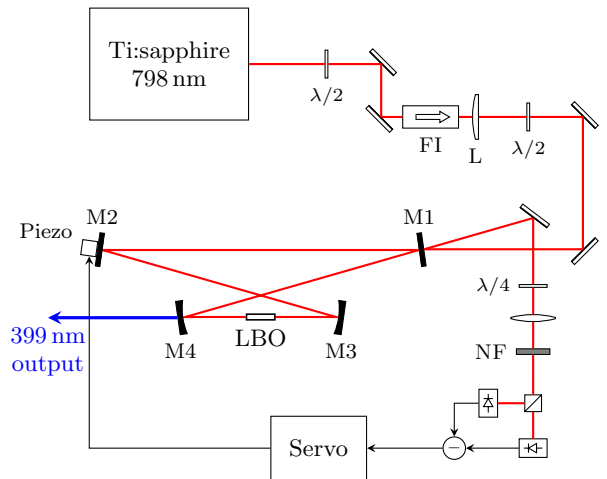 Ti:sapphire
798 nm
λ/2
FI
L
λ/2
M2
M1
Piezo
λ/4
399 nm
output
M4
LBO
M3
NF
Servo
−